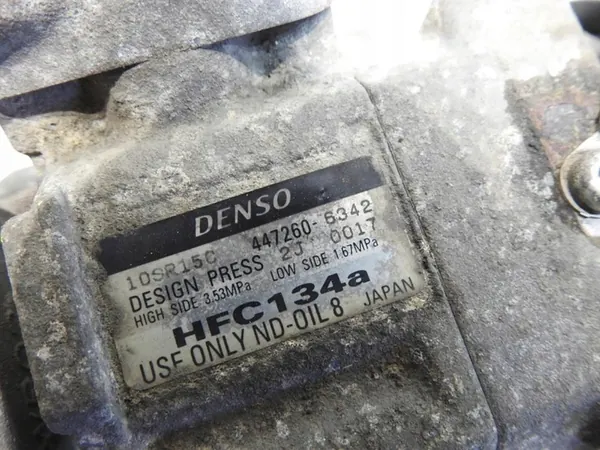 DENSO
10SR15C 447260-6342
DESIGN PRESS 2J 0017
HIGH SIDE 3.53MPa LOW SIDE 1.67MPa
HFC134a
USE ONLY ND-OIL 8 JAPAN